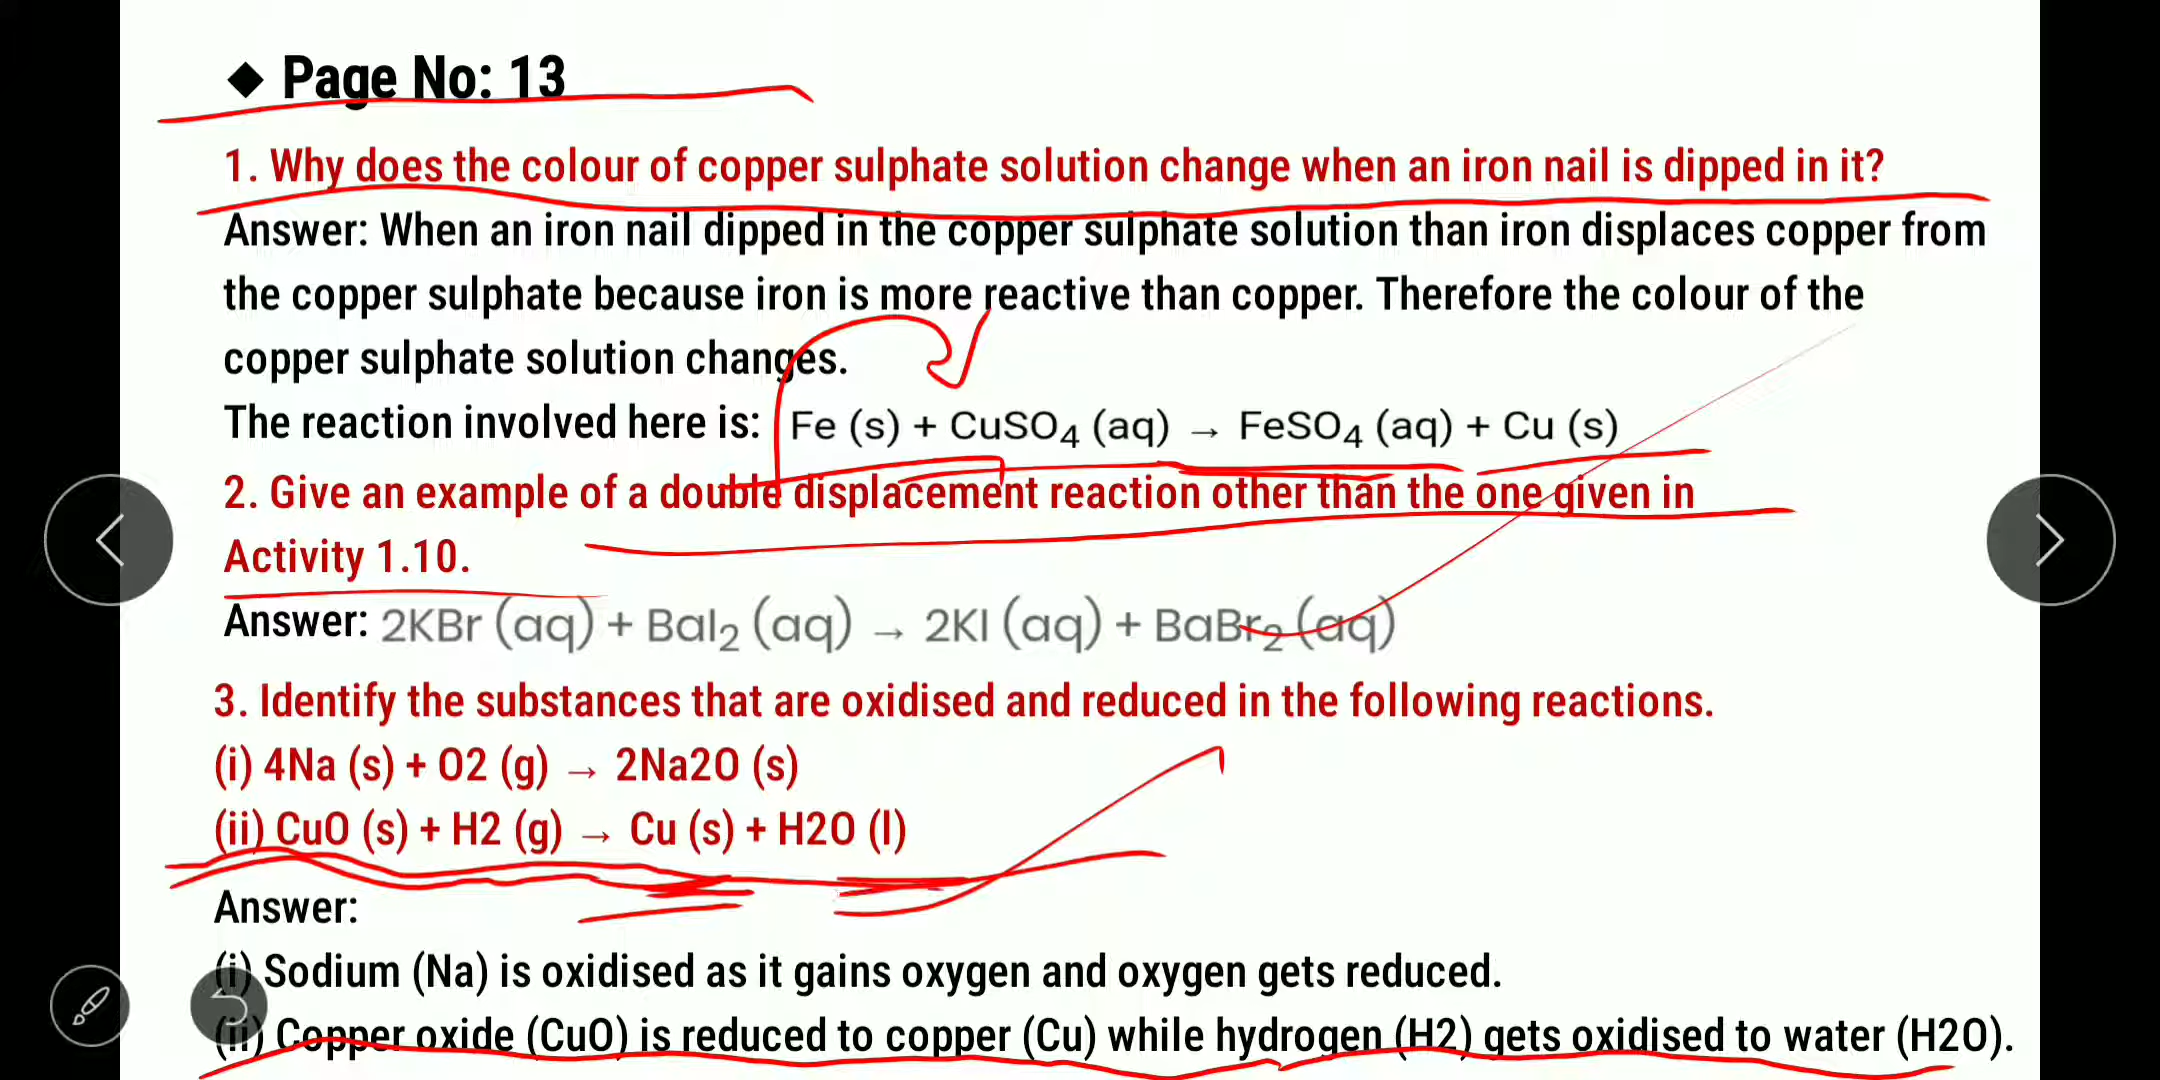 ◆ Page No: 13
1. Why does the colour of copper sulphate solution change when an iron nail is dipped in it?
Answer: When an iron nail dipped in the copper sulphate solution than iron displaces copper from
the copper sulphate because iron is more reactive than copper. Therefore the colour of the
copper sulphate solution changes.
The reaction involved here is: Fe (s) + CuSO₄ (aq) → FeSO₄ (aq) + Cu (s)
2. Give an example of a double displacement reaction other than the one given in
Activity 1.10.
Answer: 2KBr (aq) + BaI₂ (aq) → 2KI (aq) + BaBr₂ (aq)
3. Identify the substances that are oxidised and reduced in the following reactions.
(i) 4Na (s) + O2 (g) → 2Na2O (s)
(ii) CuO (s) + H2 (g) → Cu (s) + H2O (l)
Answer:
(i) Sodium (Na) is oxidised as it gains oxygen and oxygen gets reduced.
(ii) Copper oxide (CuO) is reduced to copper (Cu) while hydrogen (H2) gets oxidised to water (H2O).